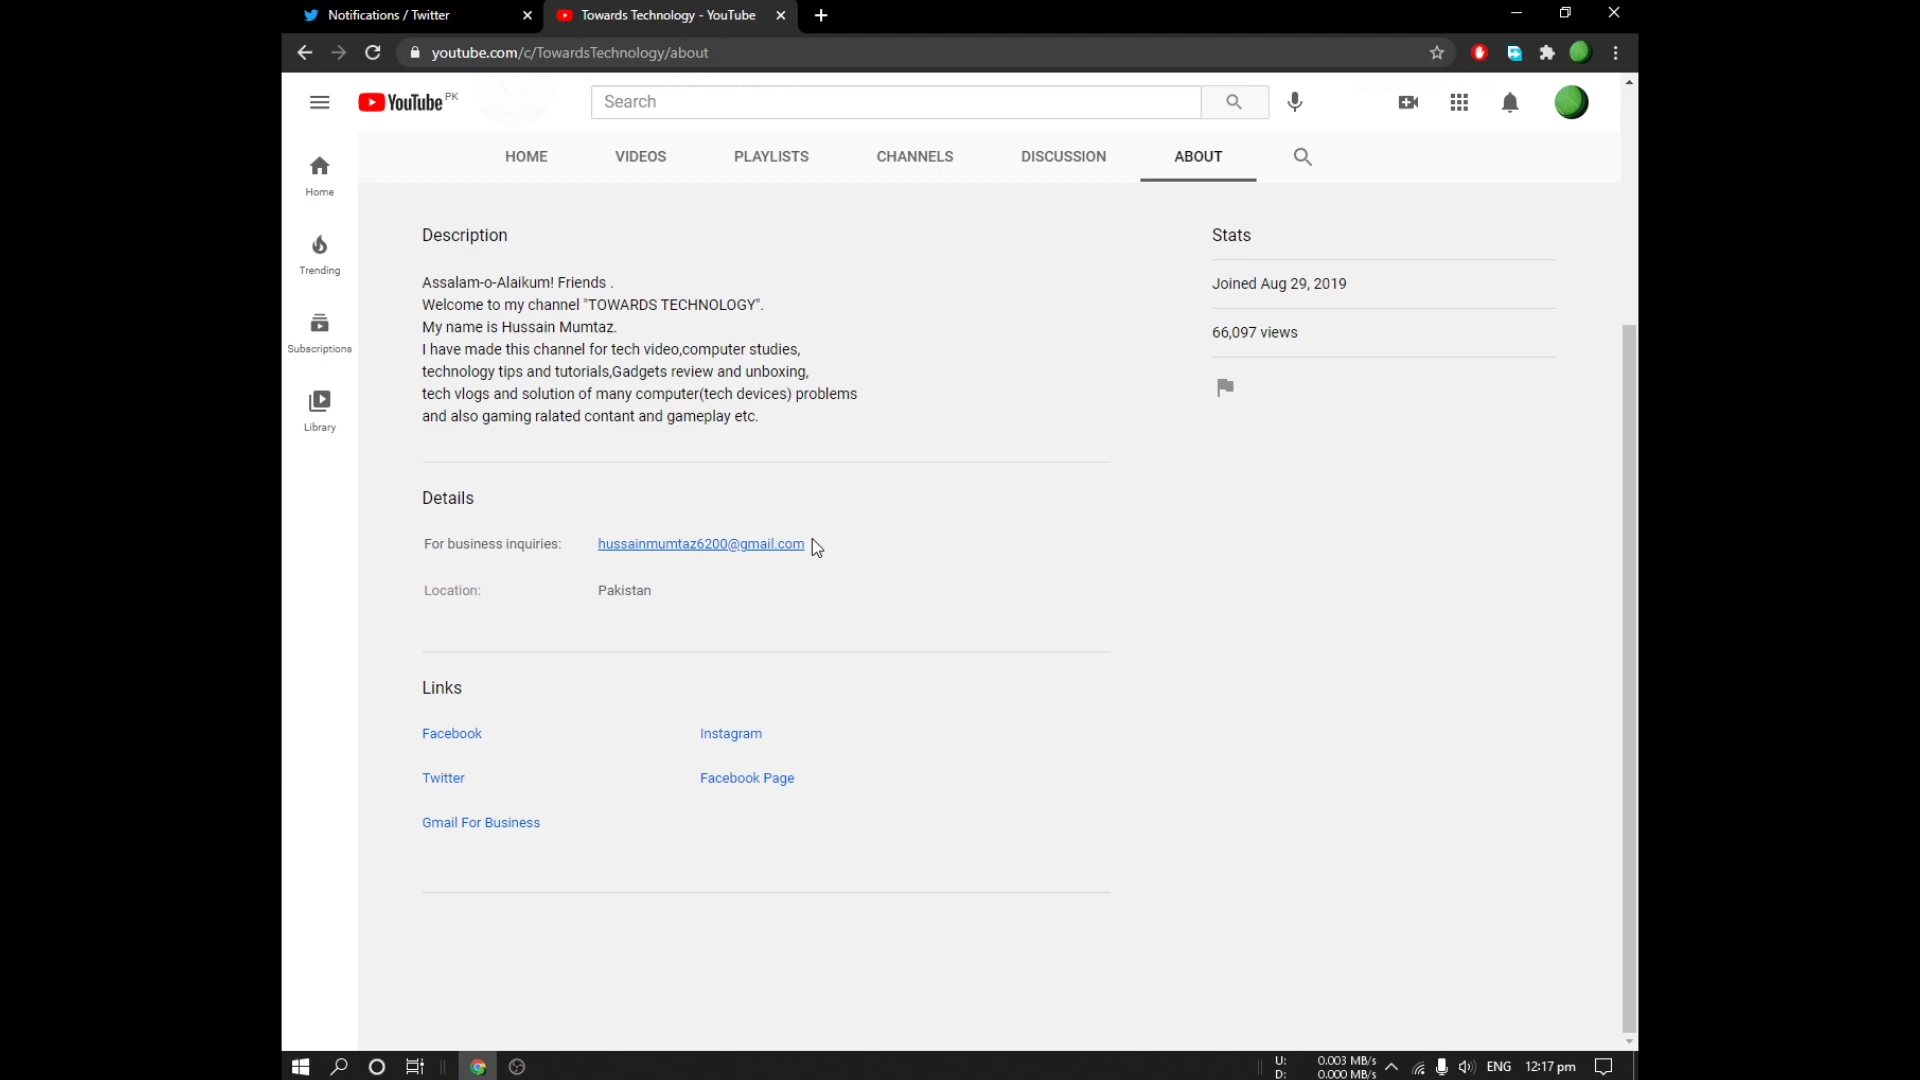 Notifications / Twitter
Towards Technology - YouTube
youtube.com/c/TowardsTechnology/about
YouTube PK
Search
HOME VIDEOS PLAYLISTS CHANNELS DISCUSSION ABOUT
Home
Trending
Subscriptions
Library
Description
Assalam-o-Alaikum! Friends .
Welcome to my channel "TOWARDS TECHNOLOGY".
My name is Hussain Mumtaz.
I have made this channel for tech video,computer studies,
technology tips and tutorials,Gadgets review and unboxing,
tech vlogs and solution of many computer(tech devices) problems
and also gaming ralated contant and gameplay etc.
Stats
Joined Aug 29, 2019
66,097 views
Details
For business inquiries: hussainmumtaz6200@gmail.com
Location: Pakistan
Links
Facebook Instagram
Twitter Facebook Page
Gmail For Business
U: 0.003 MB/s
D: 0.000 MB/s
ENG 12:17 pm